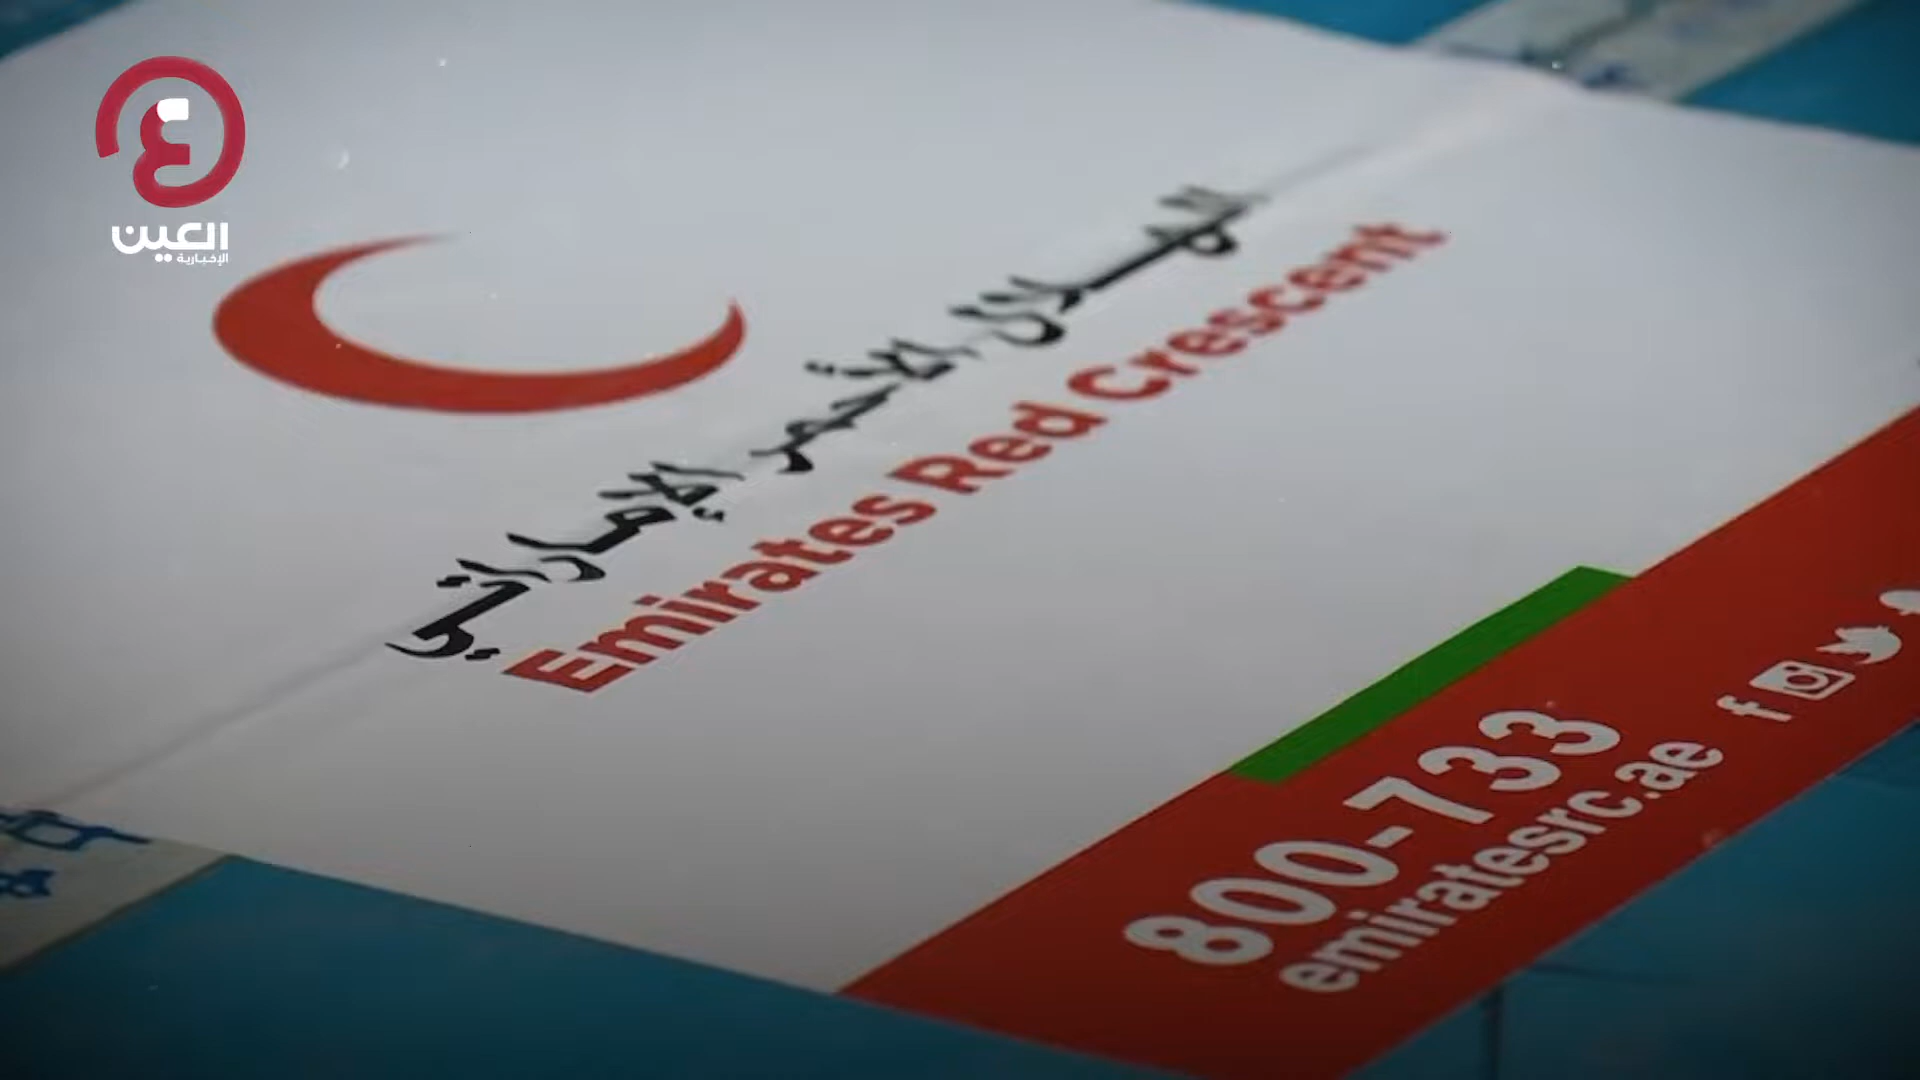 العين
الإخبارية
الهلال الأحمر الإماراتي
Emirates Red Crescent
800-733
emiratesrc.ae